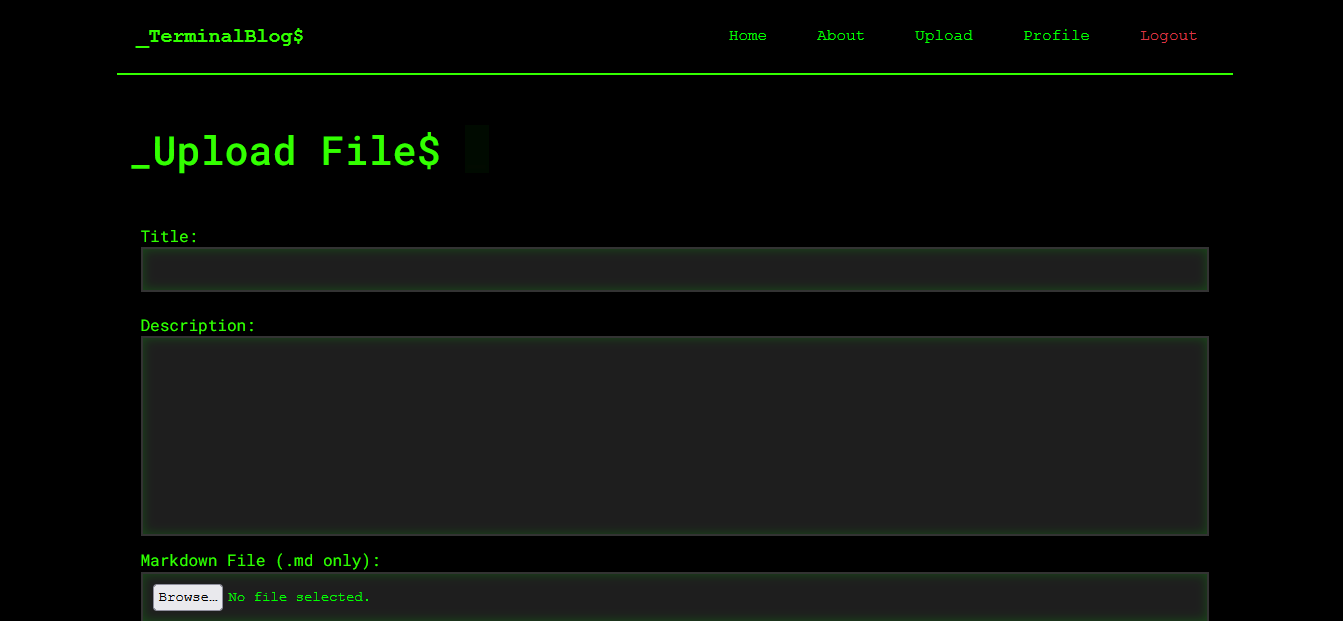 _TerminalBlog$
Home About Upload Profile Logout
_Upload File$
Title:
Description:
Markdown File (.md only):
Browse… No file selected.